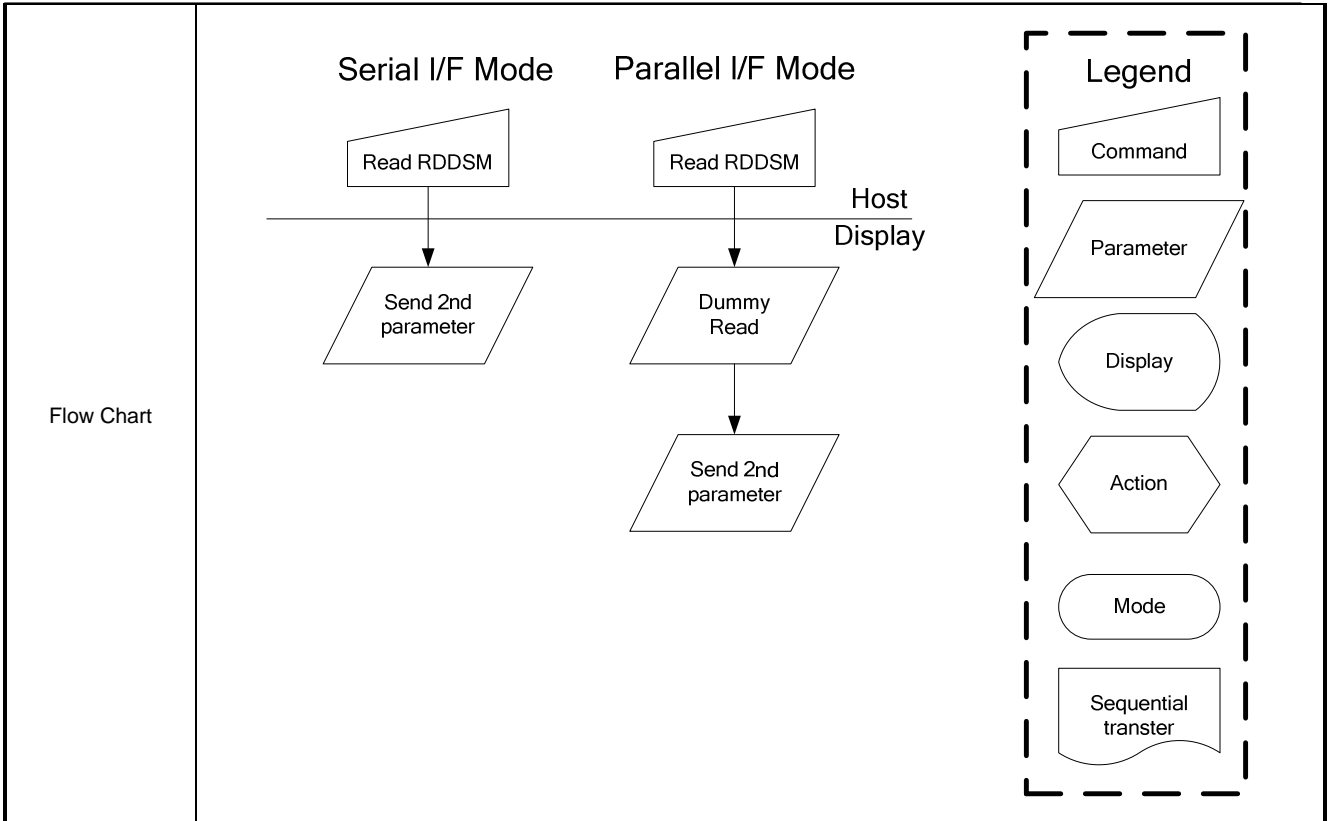 Flow Chart
Serial I/F Mode
Parallel I/F Mode
Read RDDSM
Read RDDSM
Host
Display
Send 2nd
parameter
Dummy
Read
Send 2nd
parameter
Legend
Command
Parameter
Display
Action
Mode
Sequential
transter